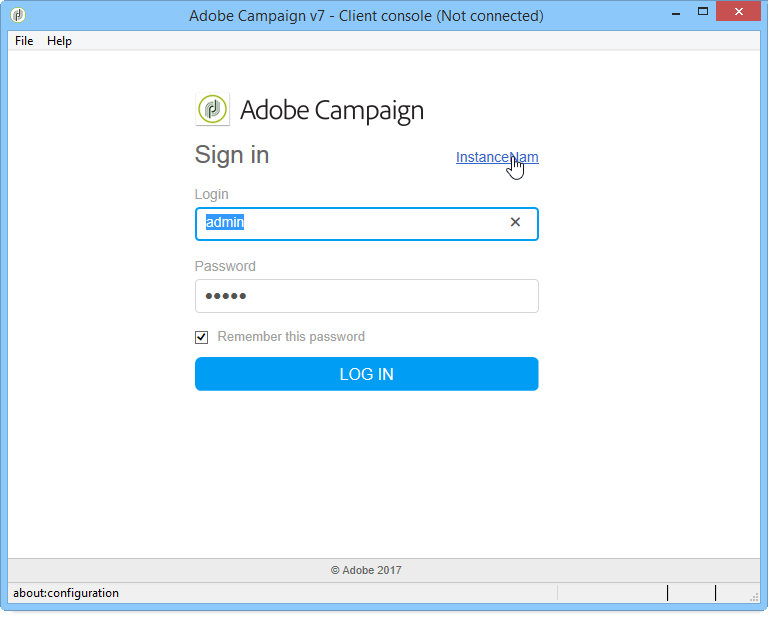 Adobe Campaign v7 - Client console (Not connected)
File Help
Adobe Campaign
Sign in
InstanceNam
Login
admin
Password
•••••
Remember this password
LOG IN
© Adobe 2017
about:configuration